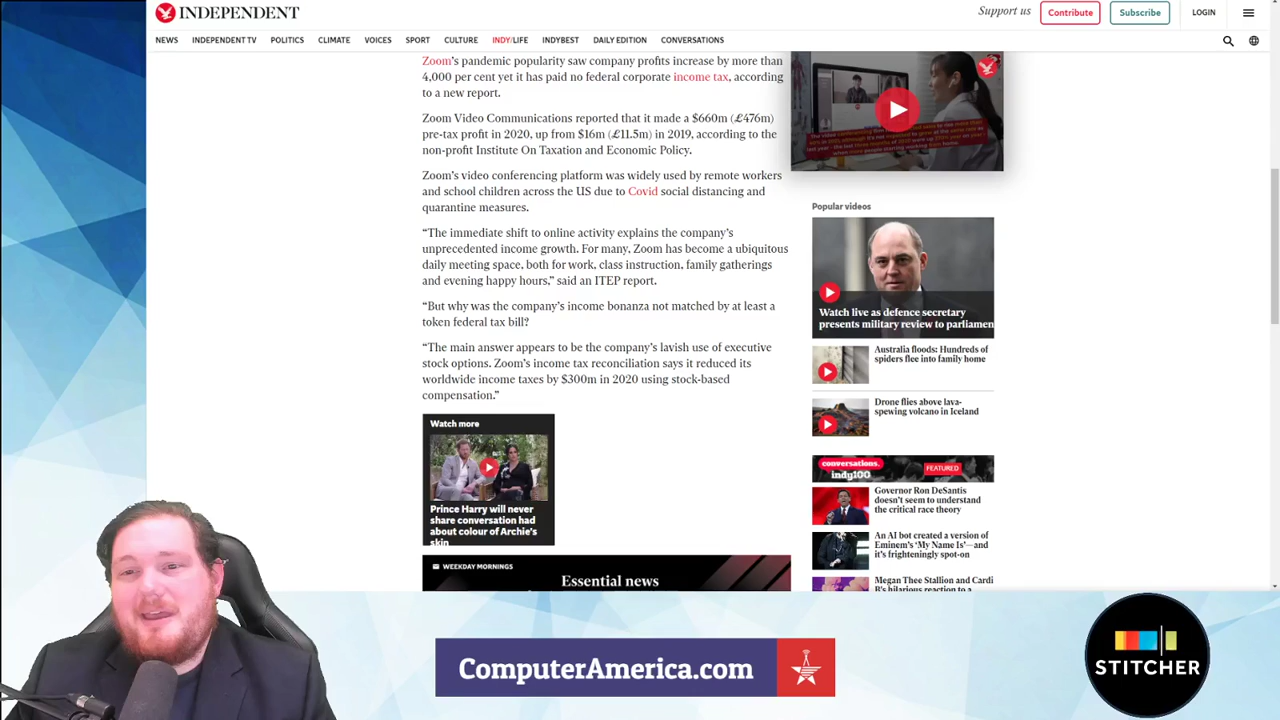 INDEPENDENT
Support us
Contribute
Subscribe
LOGIN
NEWS INDEPENDENT TV POLITICS CLIMATE VOICES SPORT CULTURE INDY/LIFE INDYBEST DAILY EDITION CONVERSATIONS
Zoom's pandemic popularity saw company profits increase by more than
4,000 per cent yet it has paid no federal corporate income tax, according
to a new report.
Zoom Video Communications reported that it made a $660m (£476m)
pre-tax profit in 2020, up from $16m (£11.5m) in 2019, according to the
non-profit Institute On Taxation and Economic Policy.
Zoom's video conferencing platform was widely used by remote workers
and school children across the US due to Covid social distancing and
quarantine measures.
“The immediate shift to online activity explains the company's
unprecedented income growth. For many, Zoom has become a ubiquitous
daily meeting space, both for work, class instruction, family gatherings
and evening happy hours,” said an ITEP report.
“But why was the company's income bonanza not matched by at least a
token federal tax bill?
“The main answer appears to be the company's lavish use of executive
stock options. Zoom's income tax reconciliation says it reduced its
worldwide income taxes by $300m in 2020 using stock-based
compensation.”
Watch more
Prince Harry will never
share conversation had
about colour of Archie's
skin
WEEKDAY MORNINGS
Essential news
Popular videos
Watch live as defence secretary
presents military review to parliamen
Australia floods: Hundreds of
spiders flee into family home
Drone flies above lava-
spewing volcano in Iceland
conversations.
indy100
FEATURED
Governor Ron DeSantis
doesn't seem to understand
the critical race theory
An AI bot created a version of
Eminem's ‘My Name Is’—and
it's frighteningly spot-on
Megan Thee Stallion and Cardi
B's hilarious reaction to a
ComputerAmerica.com
STITCHER